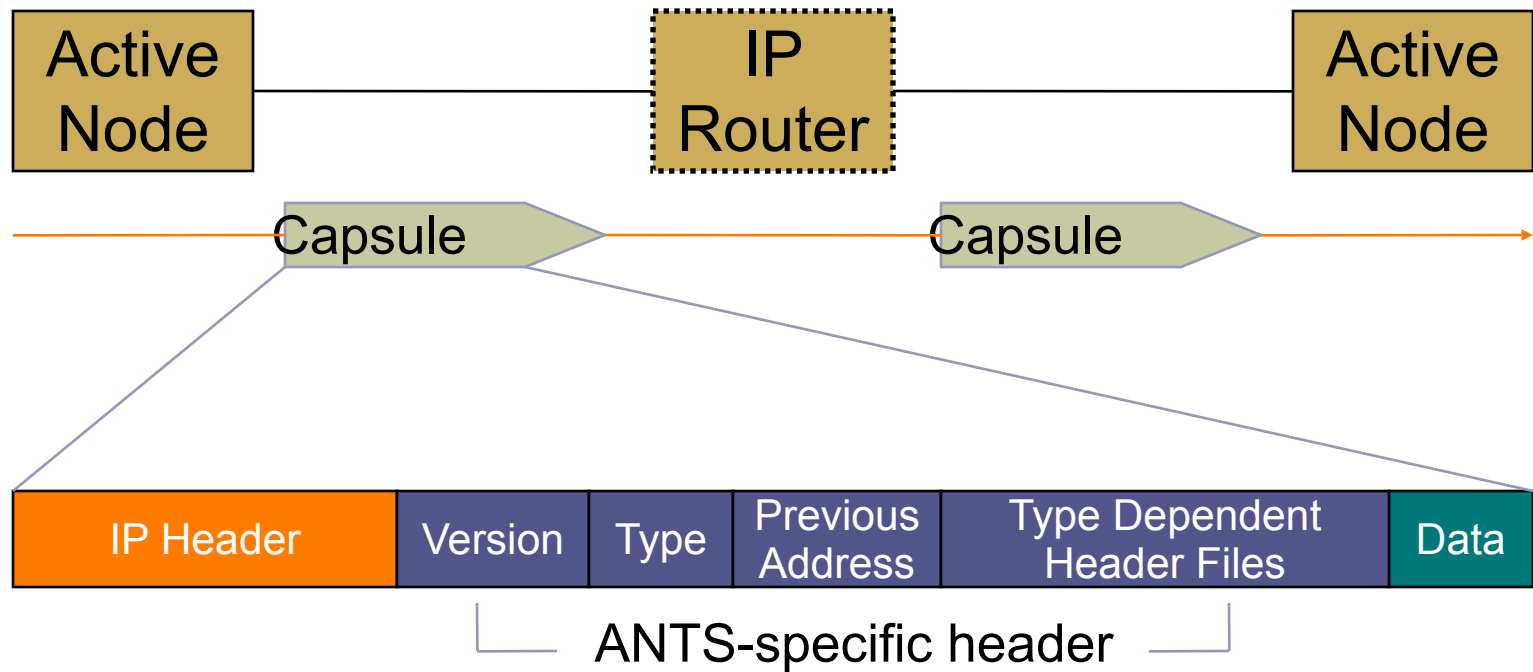 Active
Node
IP
Router
Active
Node
Capsule
Capsule
IP Header
Version
Type
Previous
Address
Type Dependent
Header Files
Data
ANTS-specific header